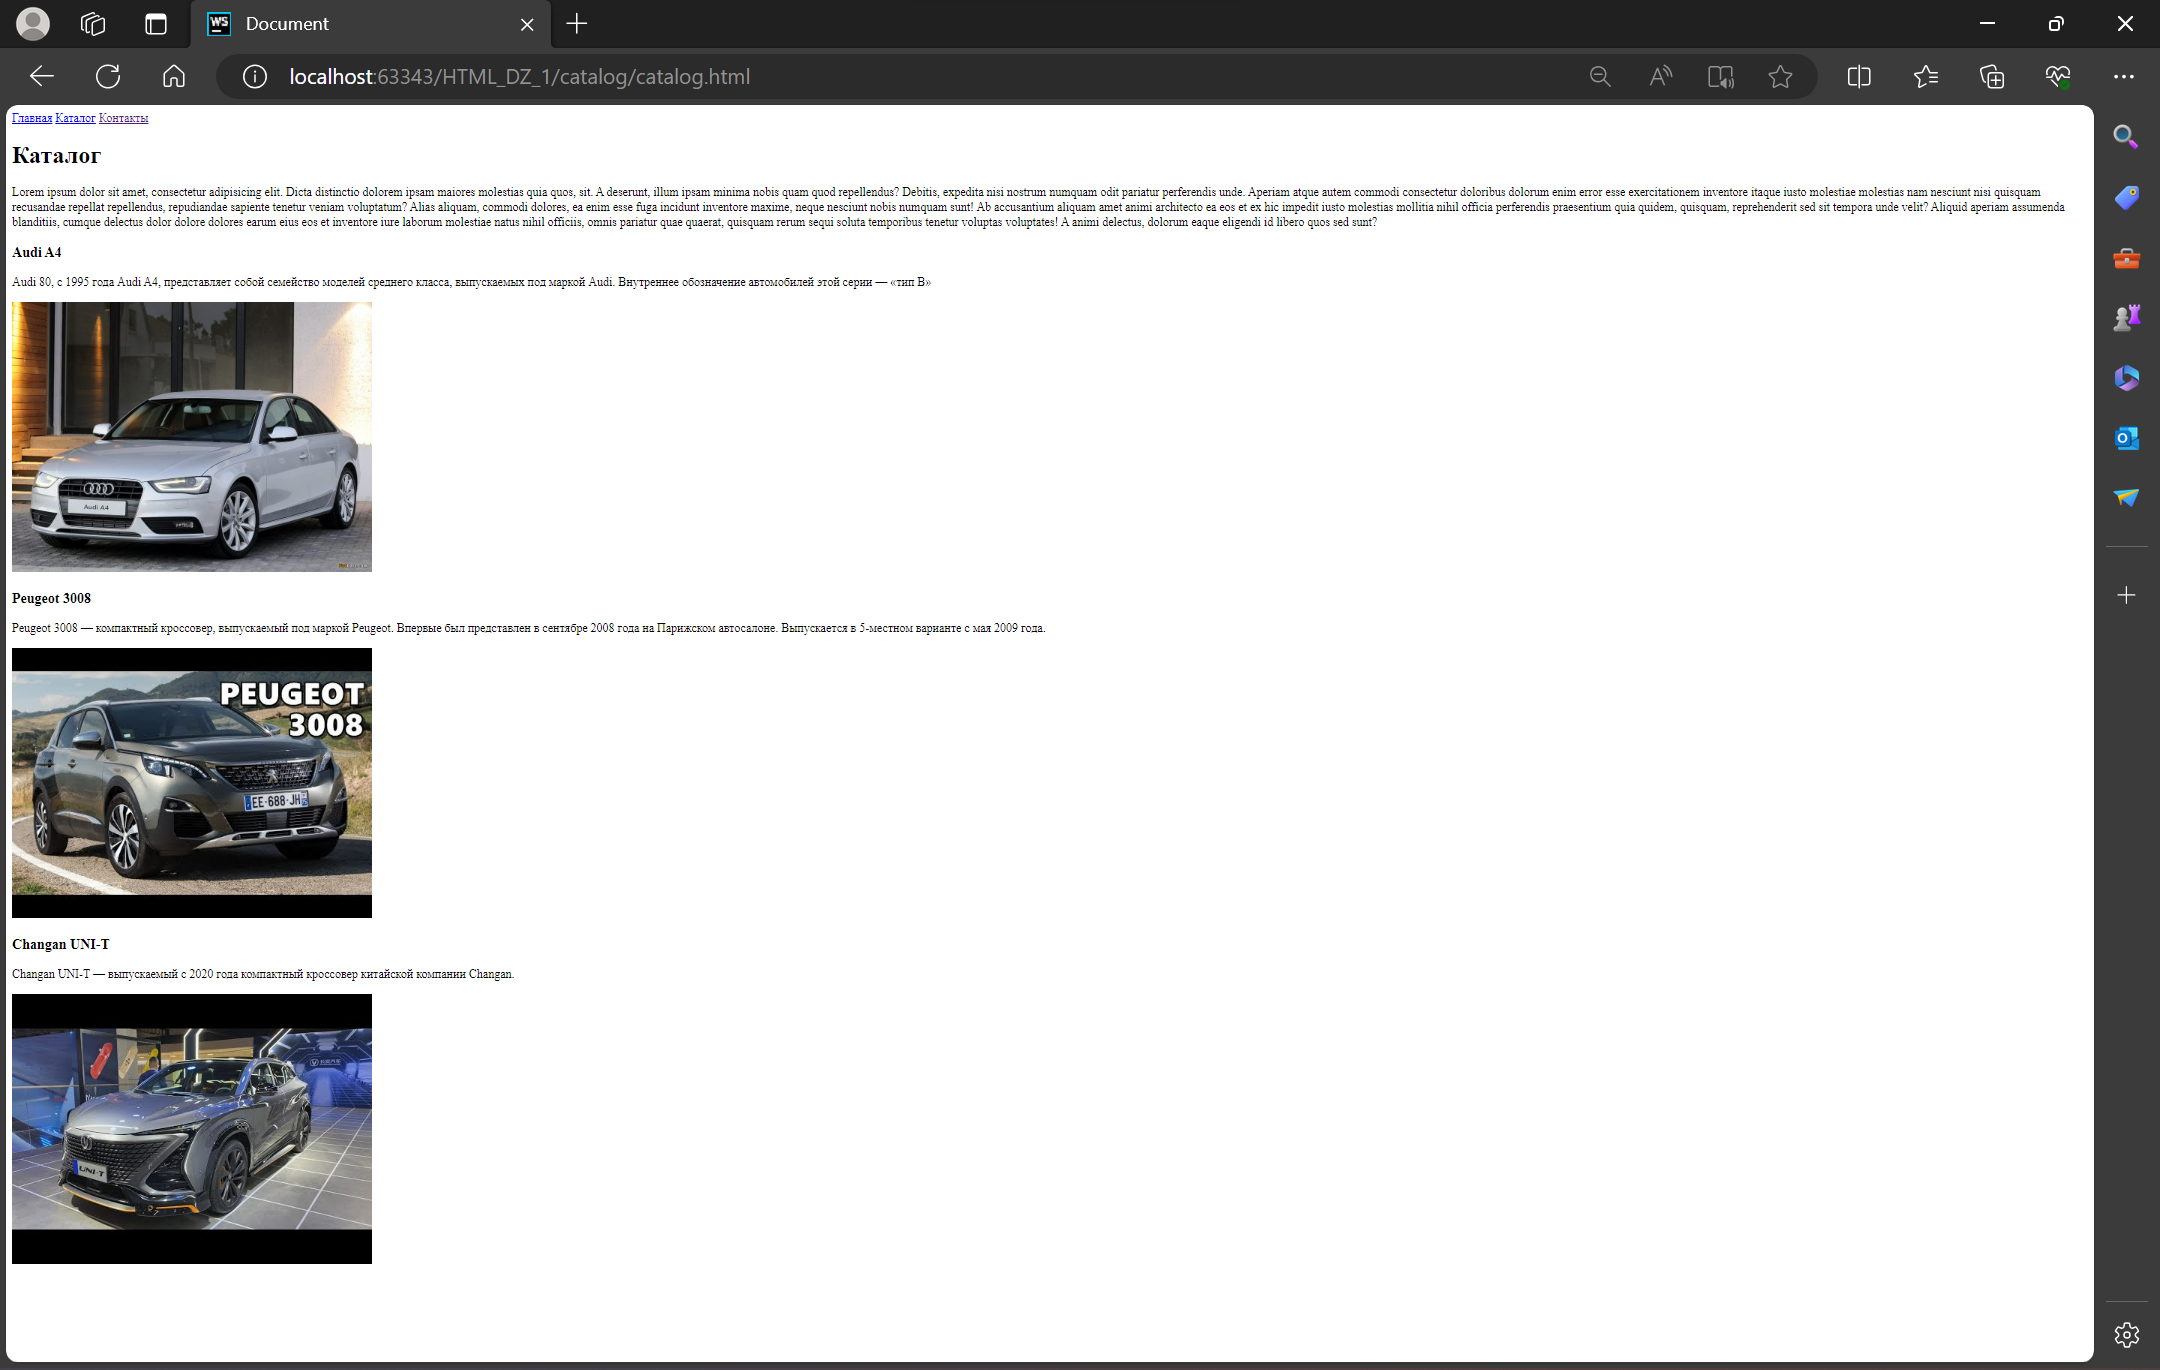 Document
localhost:63343/HTML_DZ_1/catalog/catalog.html
Главная Каталог Контакты
Каталог
Lorem ipsum dolor sit amet, consectetur adipisicing elit. Dicta distinctio dolorem ipsam maiores molestias quia quos, sit. A deserunt, illum ipsam minima nobis quam quod repellendus? Debitis, expedita nisi nostrum numquam odit pariatur perferendis unde. Aperiam atque autem commodi consectetur doloribus dolorum enim error esse exercitationem inventore itaque iusto molestiae molestias nam nesciunt nisi quisquam
recusandae repellat repellendus, repudiandae sapiente tenetur veniam voluptatum? Alias aliquam, commodi dolores, ea enim esse fuga incidunt inventore maxime, neque nesciunt nobis numquam sunt! Ab accusantium aliquam amet animi architecto ea eos et ex hic impedit iusto molestias mollitia nihil officia perferendis praesentium quia quidem, quisquam, reprehenderit sed sit tempora unde velit? Aliquid aperiam assumenda
blanditiis, cumque delectus dolor dolore dolores earum eius eos et inventore iure laborum molestiae natus nihil officiis, omnis pariatur quae quaerat, quisquam rerum sequi soluta temporibus tenetur voluptas voluptates! A animi delectus, dolorum eaque eligendi id libero quos sed sunt?
Audi A4
Audi 80, с 1995 года Audi A4, представляет собой семейство моделей среднего класса, выпускаемых под маркой Audi. Внутреннее обозначение автомобилей этой серии — «тип B»
Audi A4
Peugeot 3008
Peugeot 3008 — компактный кроссовер, выпускаемый под маркой Peugeot. Впервые был представлен в сентябре 2008 года на Парижском автосалоне. Выпускается в 5-местном варианте с мая 2009 года.
PEUGEOT
3008
EE-688-JH
Changan UNI-T
Changan UNI-T — выпускаемый с 2020 года компактный кроссовер китайской компании Changan.
UNI-T